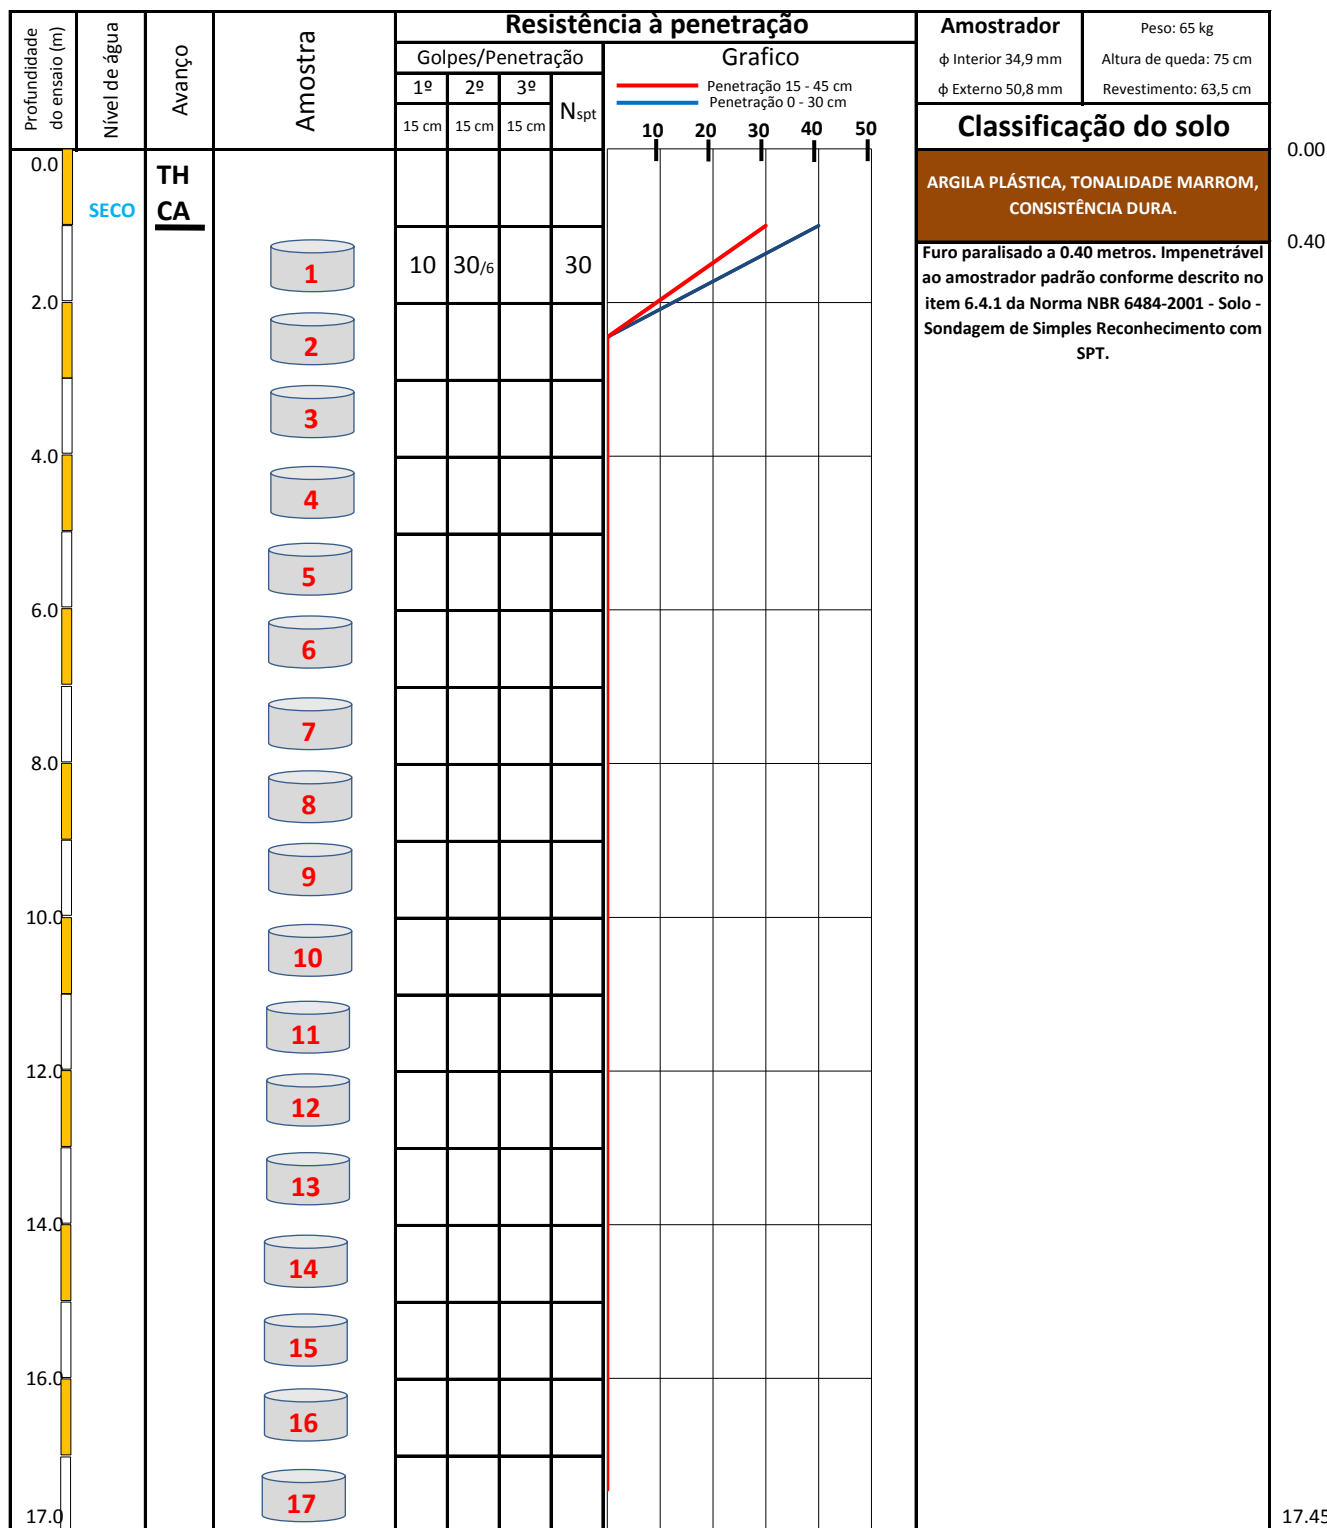 Profundidade
do ensaio (m)
Nível de água
Avanço
Amostra
Resistência à penetração
Golpes/Penetração
1º 2º 3º
15 cm 15 cm 15 cm
Nspt
Grafico
Penetração 15 - 45 cm
Penetração 0 - 30 cm
10 20 30 40 50
Amostrador
ф Interior 34,9 mm
ф Externo 50,8 mm
Peso: 65 kg
Altura de queda: 75 cm
Revestimento: 63,5 cm
Classificação do solo
0.00
0.0
TH
CA
SECO
ARGILA PLÁSTICA, TONALIDADE MARROM,
CONSISTÊNCIA DURA.
0.40
1
10 30/6 30
Furo paralisado a 0.40 metros. Impenetrável
ao amostrador padrão conforme descrito no
item 6.4.1 da Norma NBR 6484-2001 - Solo -
Sondagem de Simples Reconhecimento com
SPT.
2.0
2
3
4.0
4
5
6.0
6
7
8.0
8
9
10.0
10
11
12.0
12
13
14.0
14
15
16.0
16
17
17.0
17.45